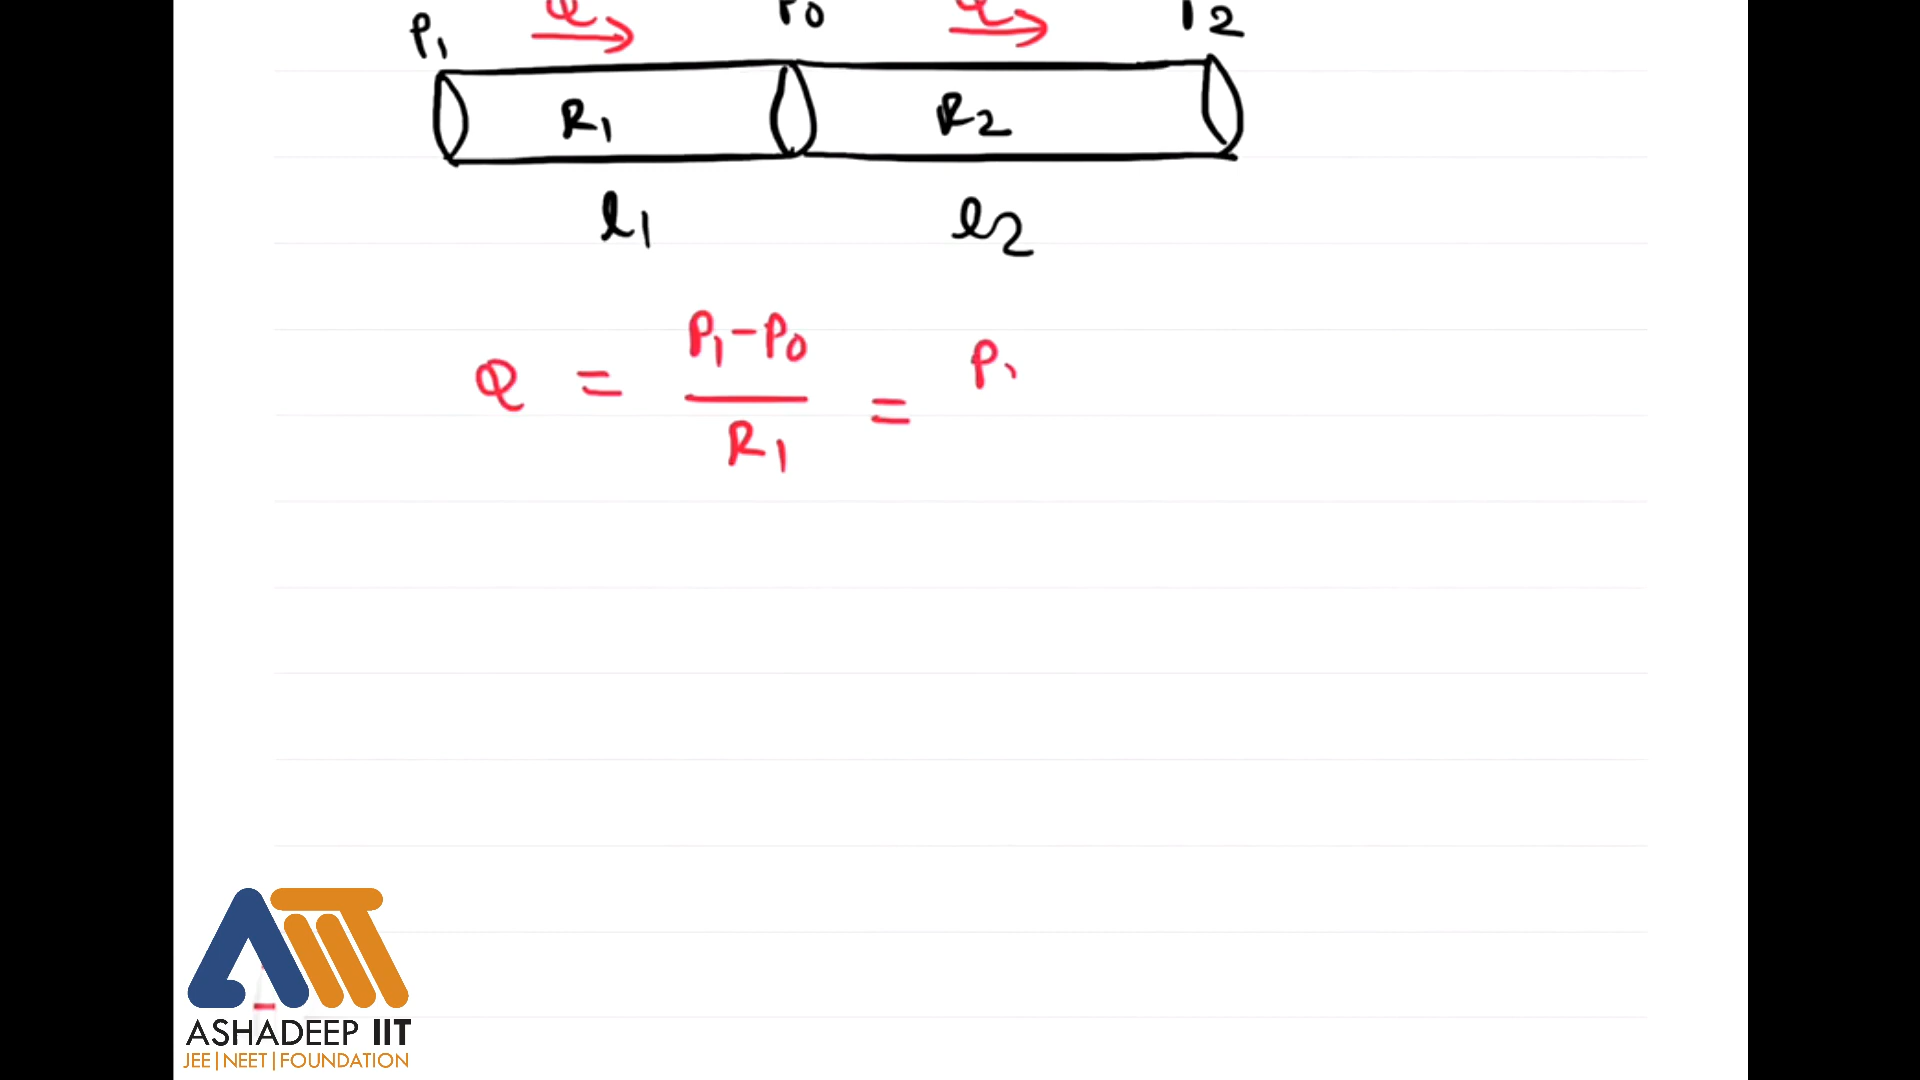 P₁ Q P₀ Q P₂
R₁ R₂
l₁ l₂
Q = (P₁ - P₀)/R₁ = P₁
ASHADEEP IIT
JEE|NEET|FOUNDATION